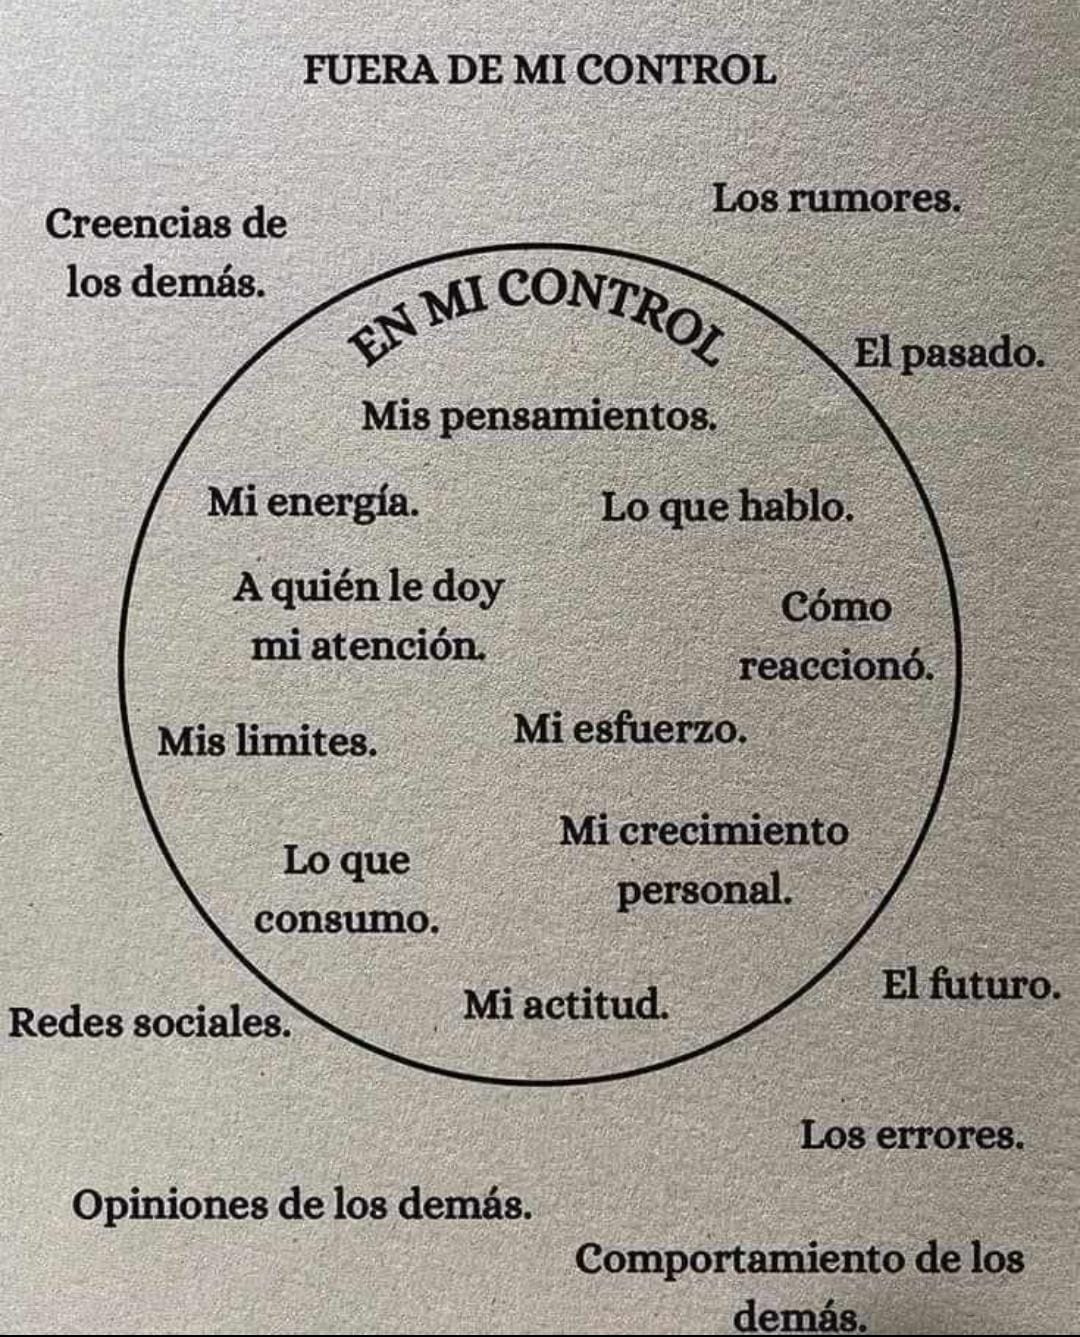 FUERA DE MI CONTROL
Los rumores.
Creencias de
los demás.
EN MI CONTROL
El pasado.
Mis pensamientos.
Mi energía.
Lo que hablo.
A quién le doy
mi atención.
Cómo
reaccionó.
Mis limites.
Mi esfuerzo.
Mi crecimiento
personal.
Lo que
consumo.
El futuro.
Mi actitud.
Redes sociales.
Los errores.
Opiniones de los demás.
Comportamiento de los
demás.